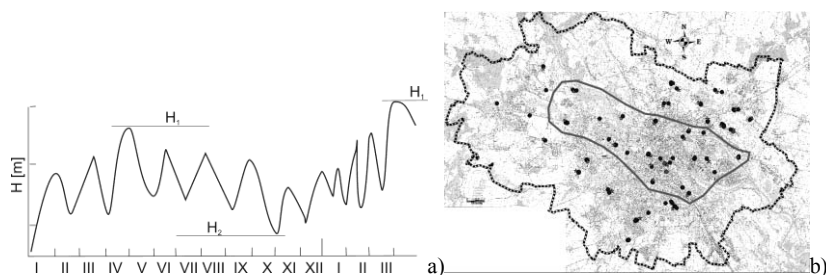 H₁
H₁
H [m]
H₂
I II III IV V VI VII VIII IX X XI XII I II III
a)
N
W E
S
b)